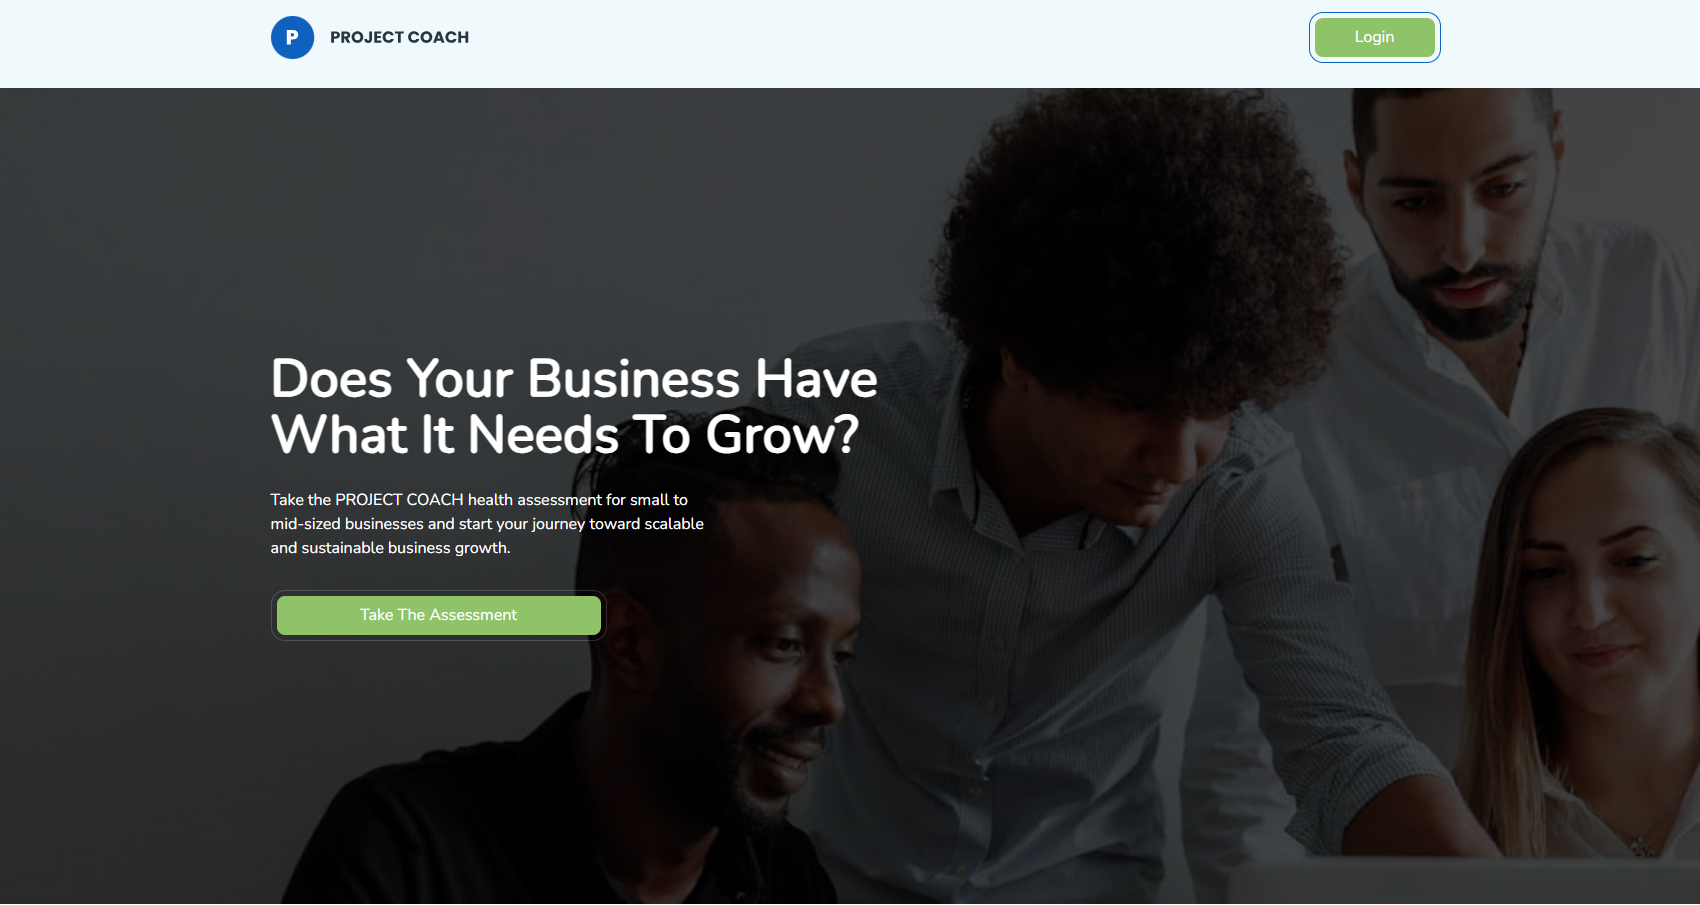 P PROJECT COACH
Login
Does Your Business Have
What It Needs To Grow?
Take the PROJECT COACH health assessment for small to
mid-sized businesses and start your journey toward scalable
and sustainable business growth.
Take The Assessment